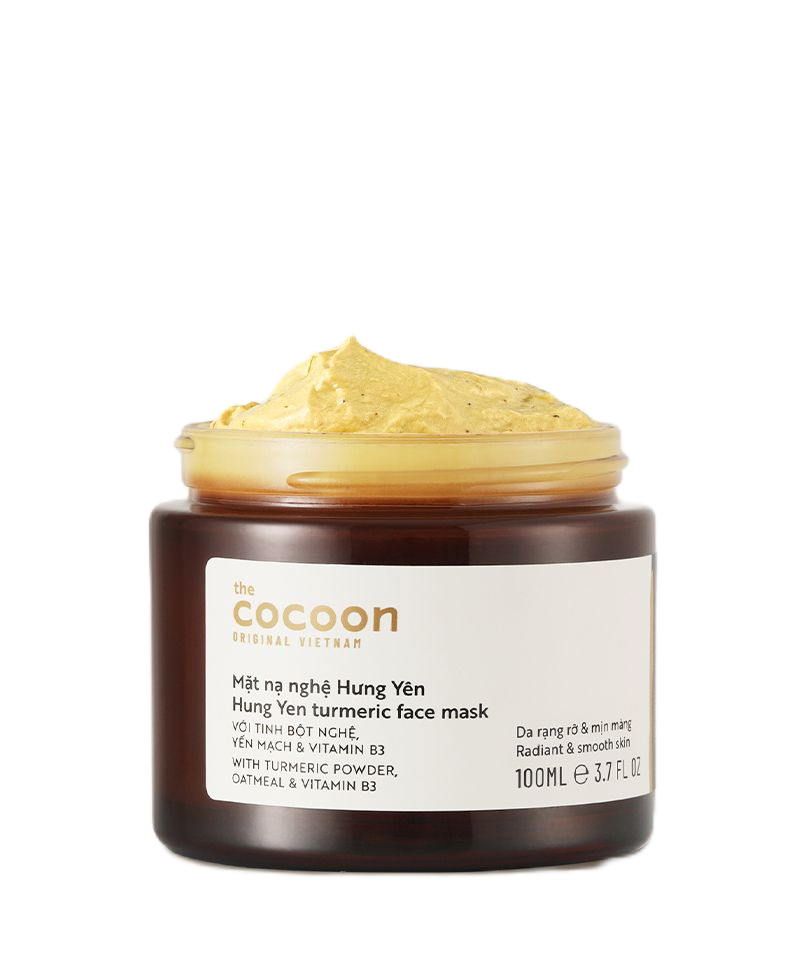 the
cocoon
ORIGINAL VIETNAM
Mặt nạ nghệ Hưng Yên
Hung Yen turmeric face mask
VỚI TINH BỘT NGHỆ,
YẾN MẠCH & VITAMIN B3
WITH TURMERIC POWDER,
OATMEAL & VITAMIN B3
Da rạng rỡ & mịn màng
Radiant & smooth skin
100ML ℮ 3.7 FL OZ